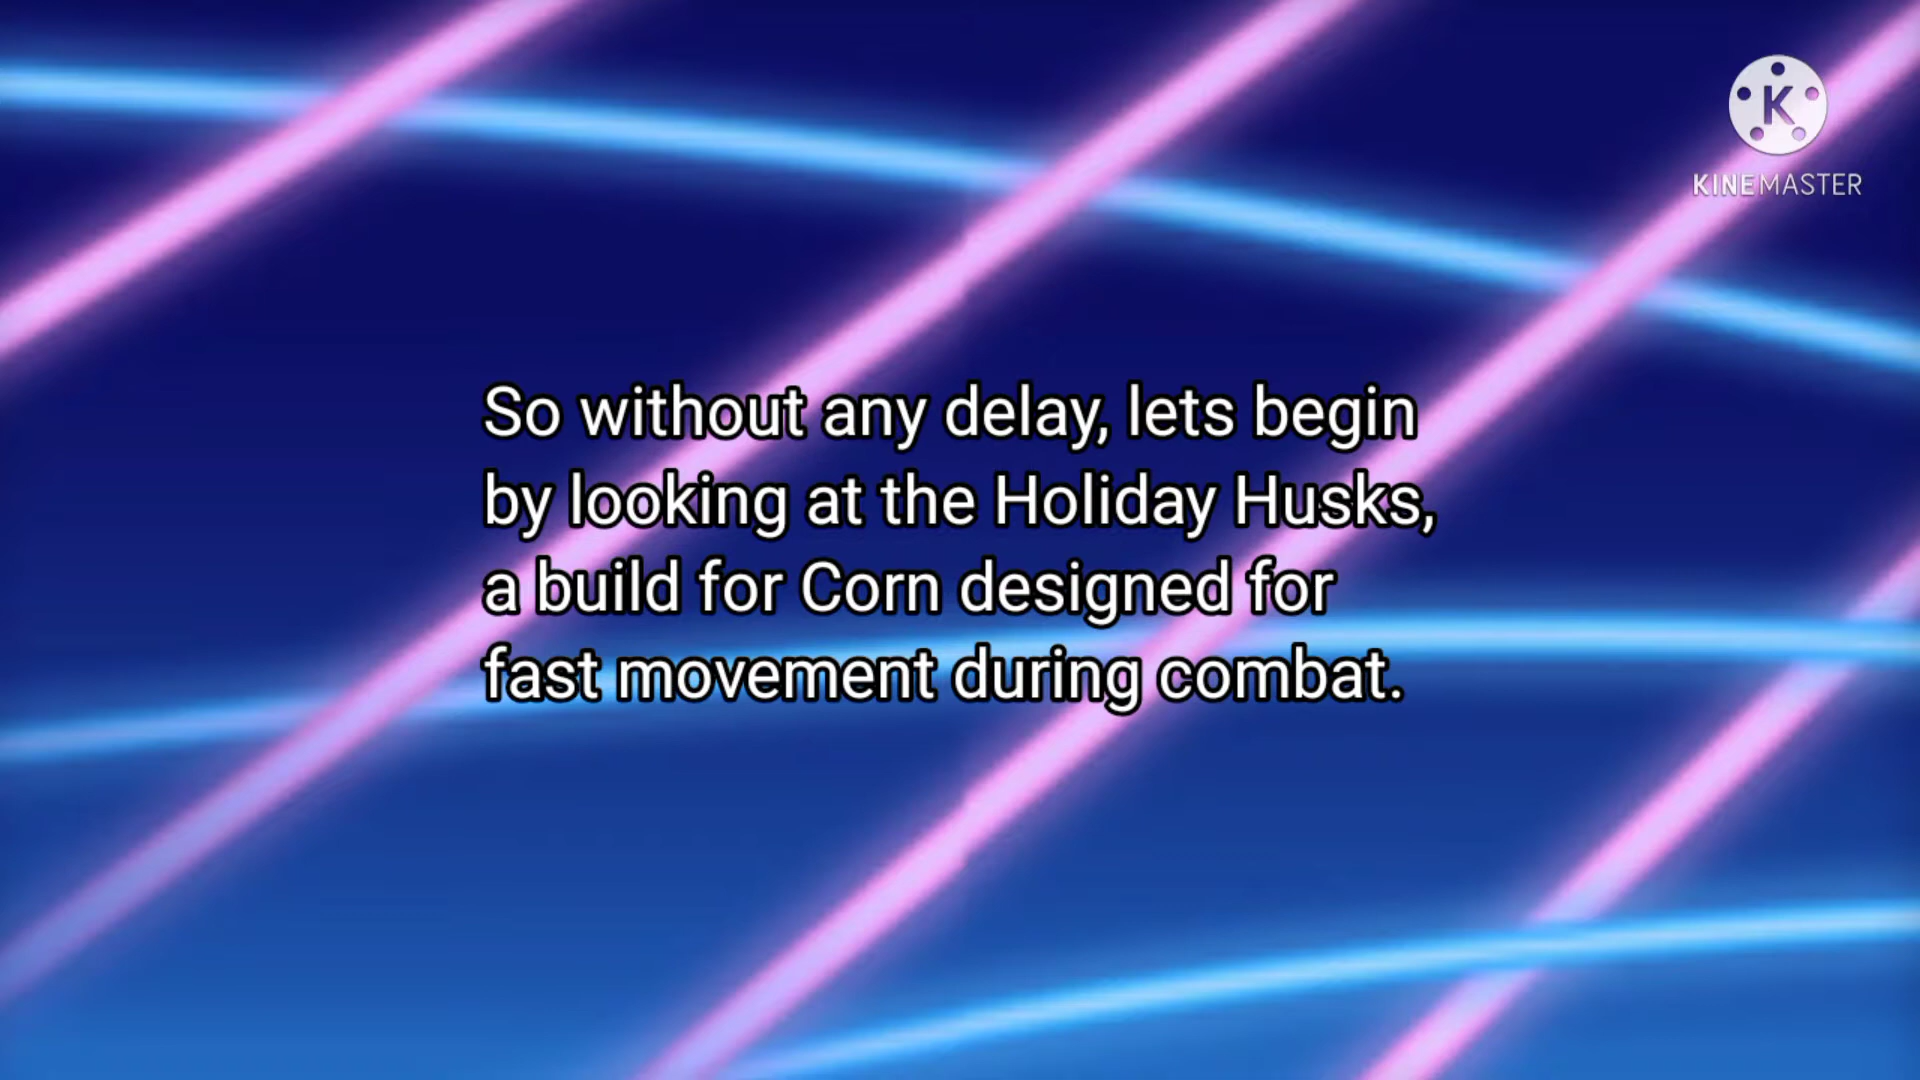 K
KINEMASTER
So without any delay, lets begin
by looking at the Holiday Husks,
a build for Corn designed for
fast movement during combat.